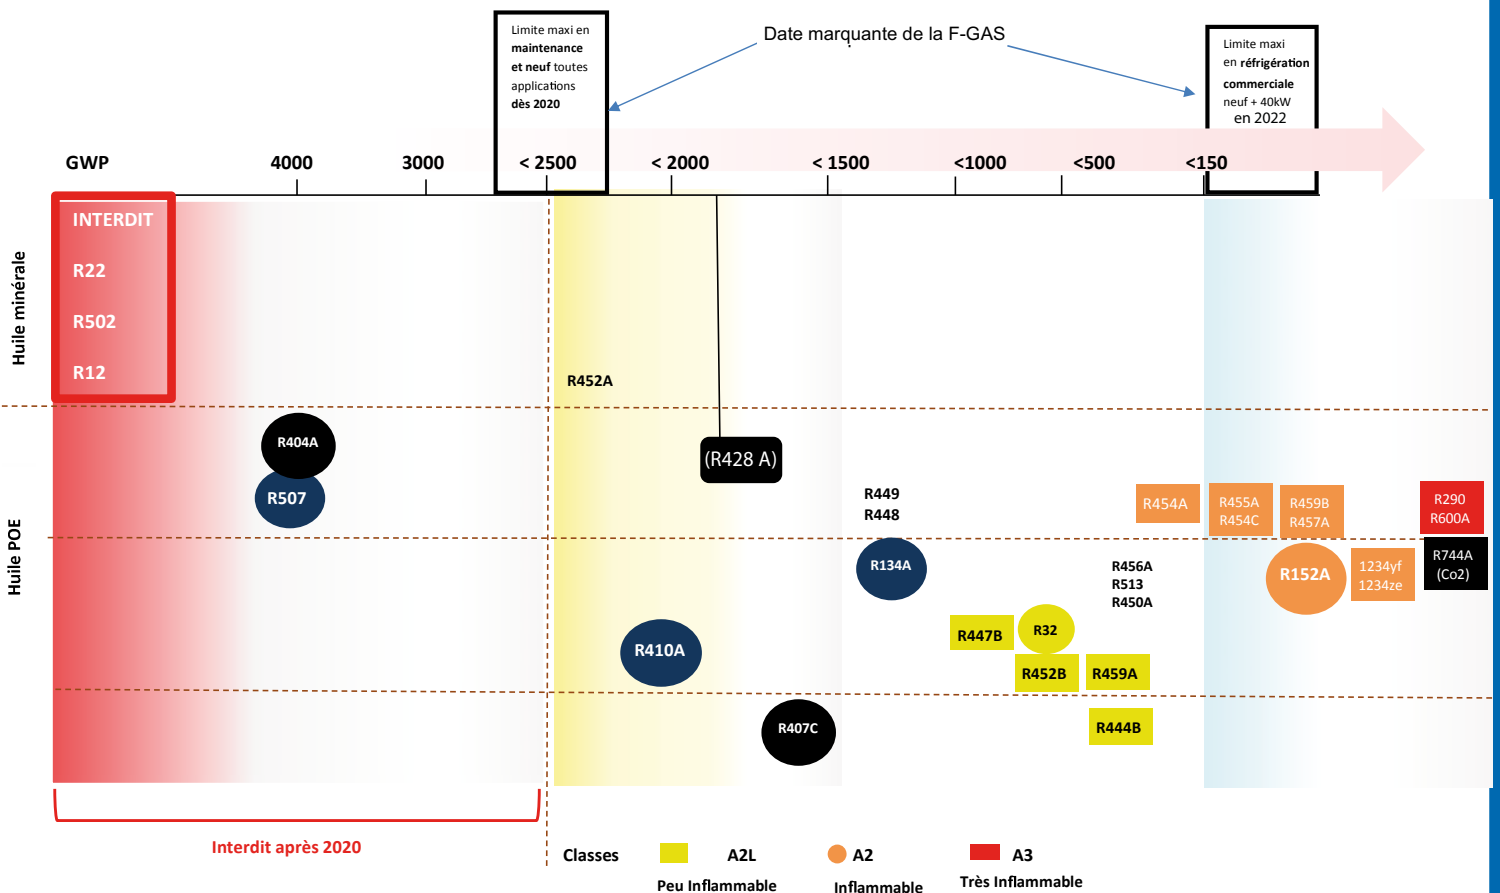 Limite maxi en
maintenance
et neuf toutes
applications
dès 2020
Date marquante de la F-GAS
Limite maxi
en réfrigération
commerciale
neuf + 40kW
en 2022
GWP
4000
3000
< 2500
< 2000
< 1500
<1000
<500
<150
Huile minérale
INTERDIT
R22
R502
R12
R452A
Huile POE
R404A
R507
(R428 A)
R449
R448
R454A
R455A
R454C
R459B
R457A
R290
R600A
R134A
R456A
R513
R450A
R152A
1234yf
1234ze
R744A
(Co2)
R410A
R447B
R32
R452B
R459A
R407C
R444B
Interdit après 2020
Classes
A2L
Peu Inflammable
A2
Inflammable
A3
Très Inflammable